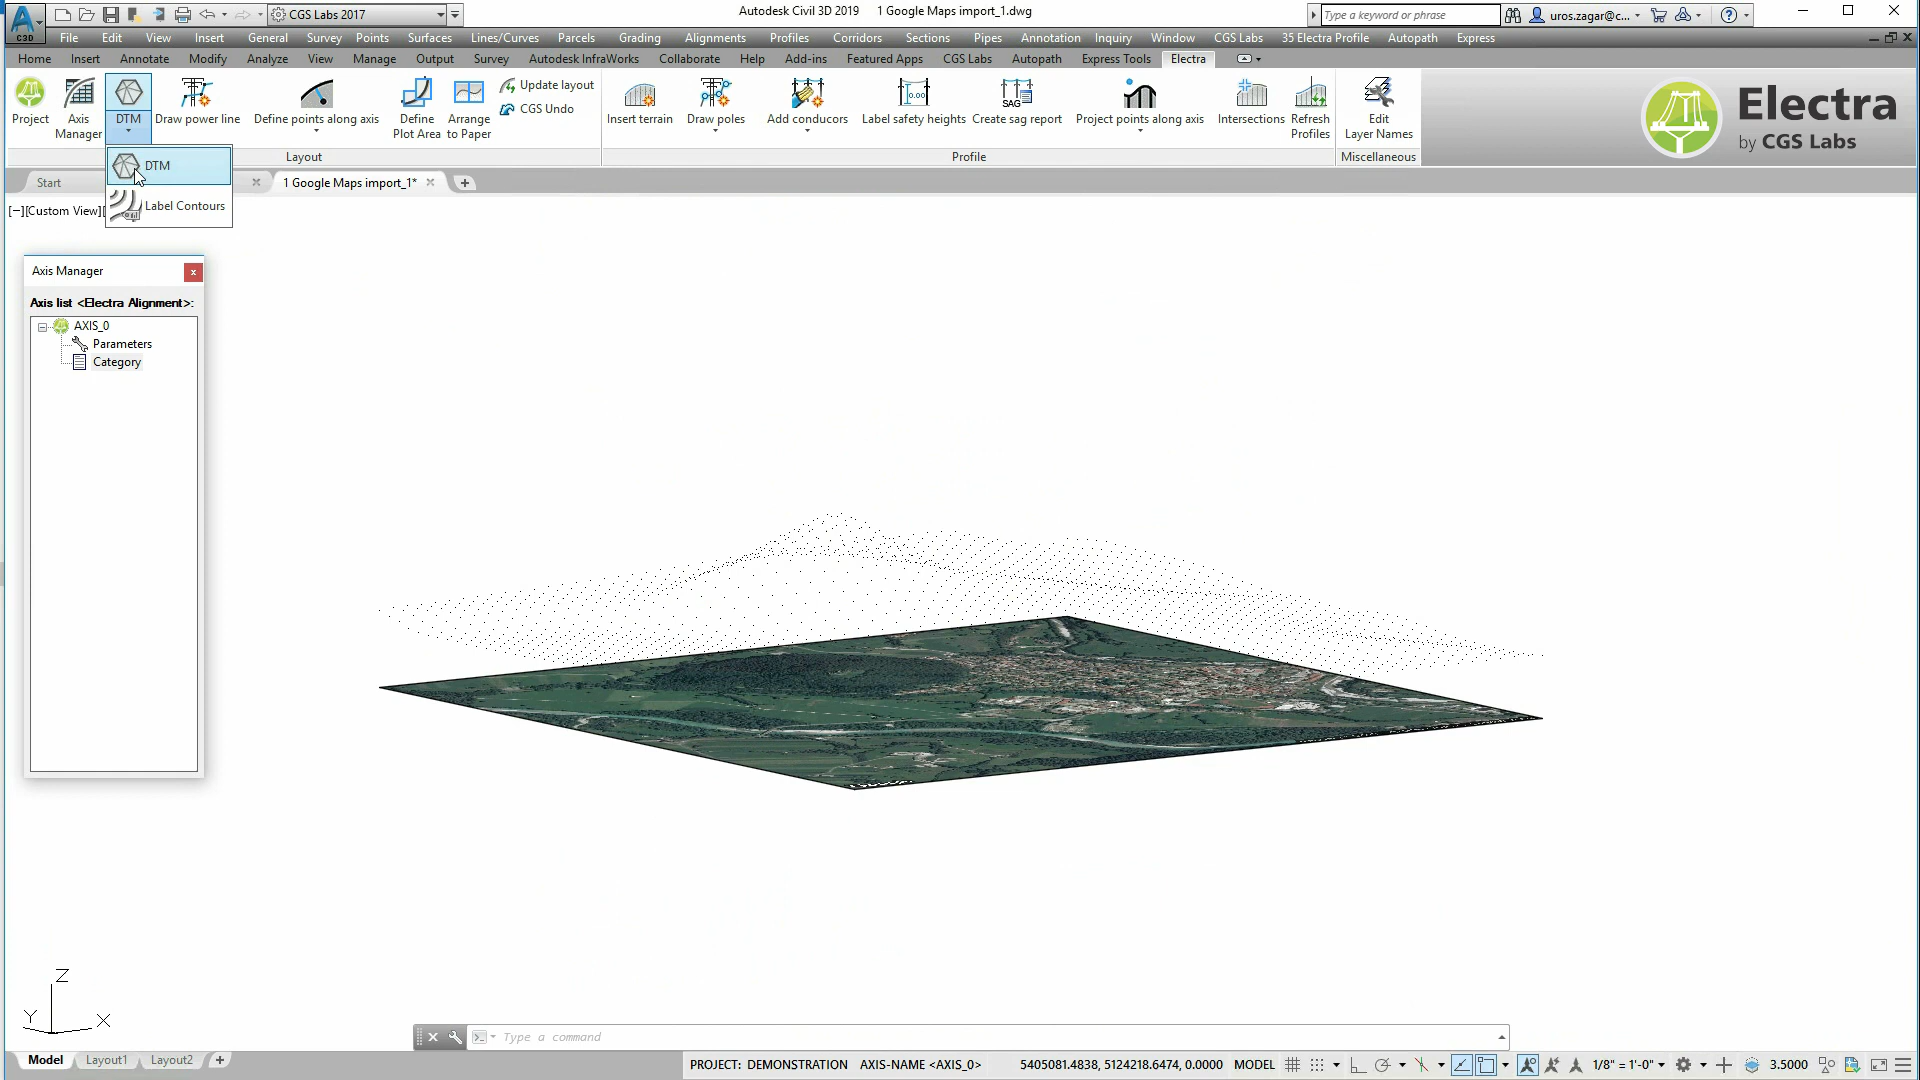 CGS Labs 2017
Autodesk Civil 3D 2019 1 Google Maps import_1.dwg
Type a keyword or phrase
uros.zagar@c...
C3D
File Edit View Insert General Survey Points Surfaces Lines/Curves Parcels Grading Alignments Profiles Corridors Sections Pipes Annotation Inquiry Window CGS Labs 35 Electra Profile Autopath Express
Home Insert Annotate Modify Analyze View Manage Output Survey Autodesk InfraWorks Collaborate Help Add-ins Featured Apps CGS Labs Autopath Express Tools Electra
Project
Axis Manager
DTM
Draw power line
Define points along axis
Define Plot Area
Arrange to Paper
Update layout
CGS Undo
Insert terrain
Draw poles
Add conducors
Label safety heights
SAG
Create sag report
Project points along axis
Intersections
Refresh Profiles
Edit Layer Names
Electra
by CGS Labs
Layout Profile Miscellaneous
DTM
Label Contours
Start
1 Google Maps import_1*
[−][Custom View][
Axis Manager
Axis list <Electra Alignment>:
AXIS_0
Parameters
Category
Z
Y
X
Type a command
Model Layout1 Layout2
PROJECT: DEMONSTRATION AXIS-NAME <AXIS_0> 5405081.4838, 5124218.6474, 0.0000 MODEL 1/8" = 1'-0" 3.5000